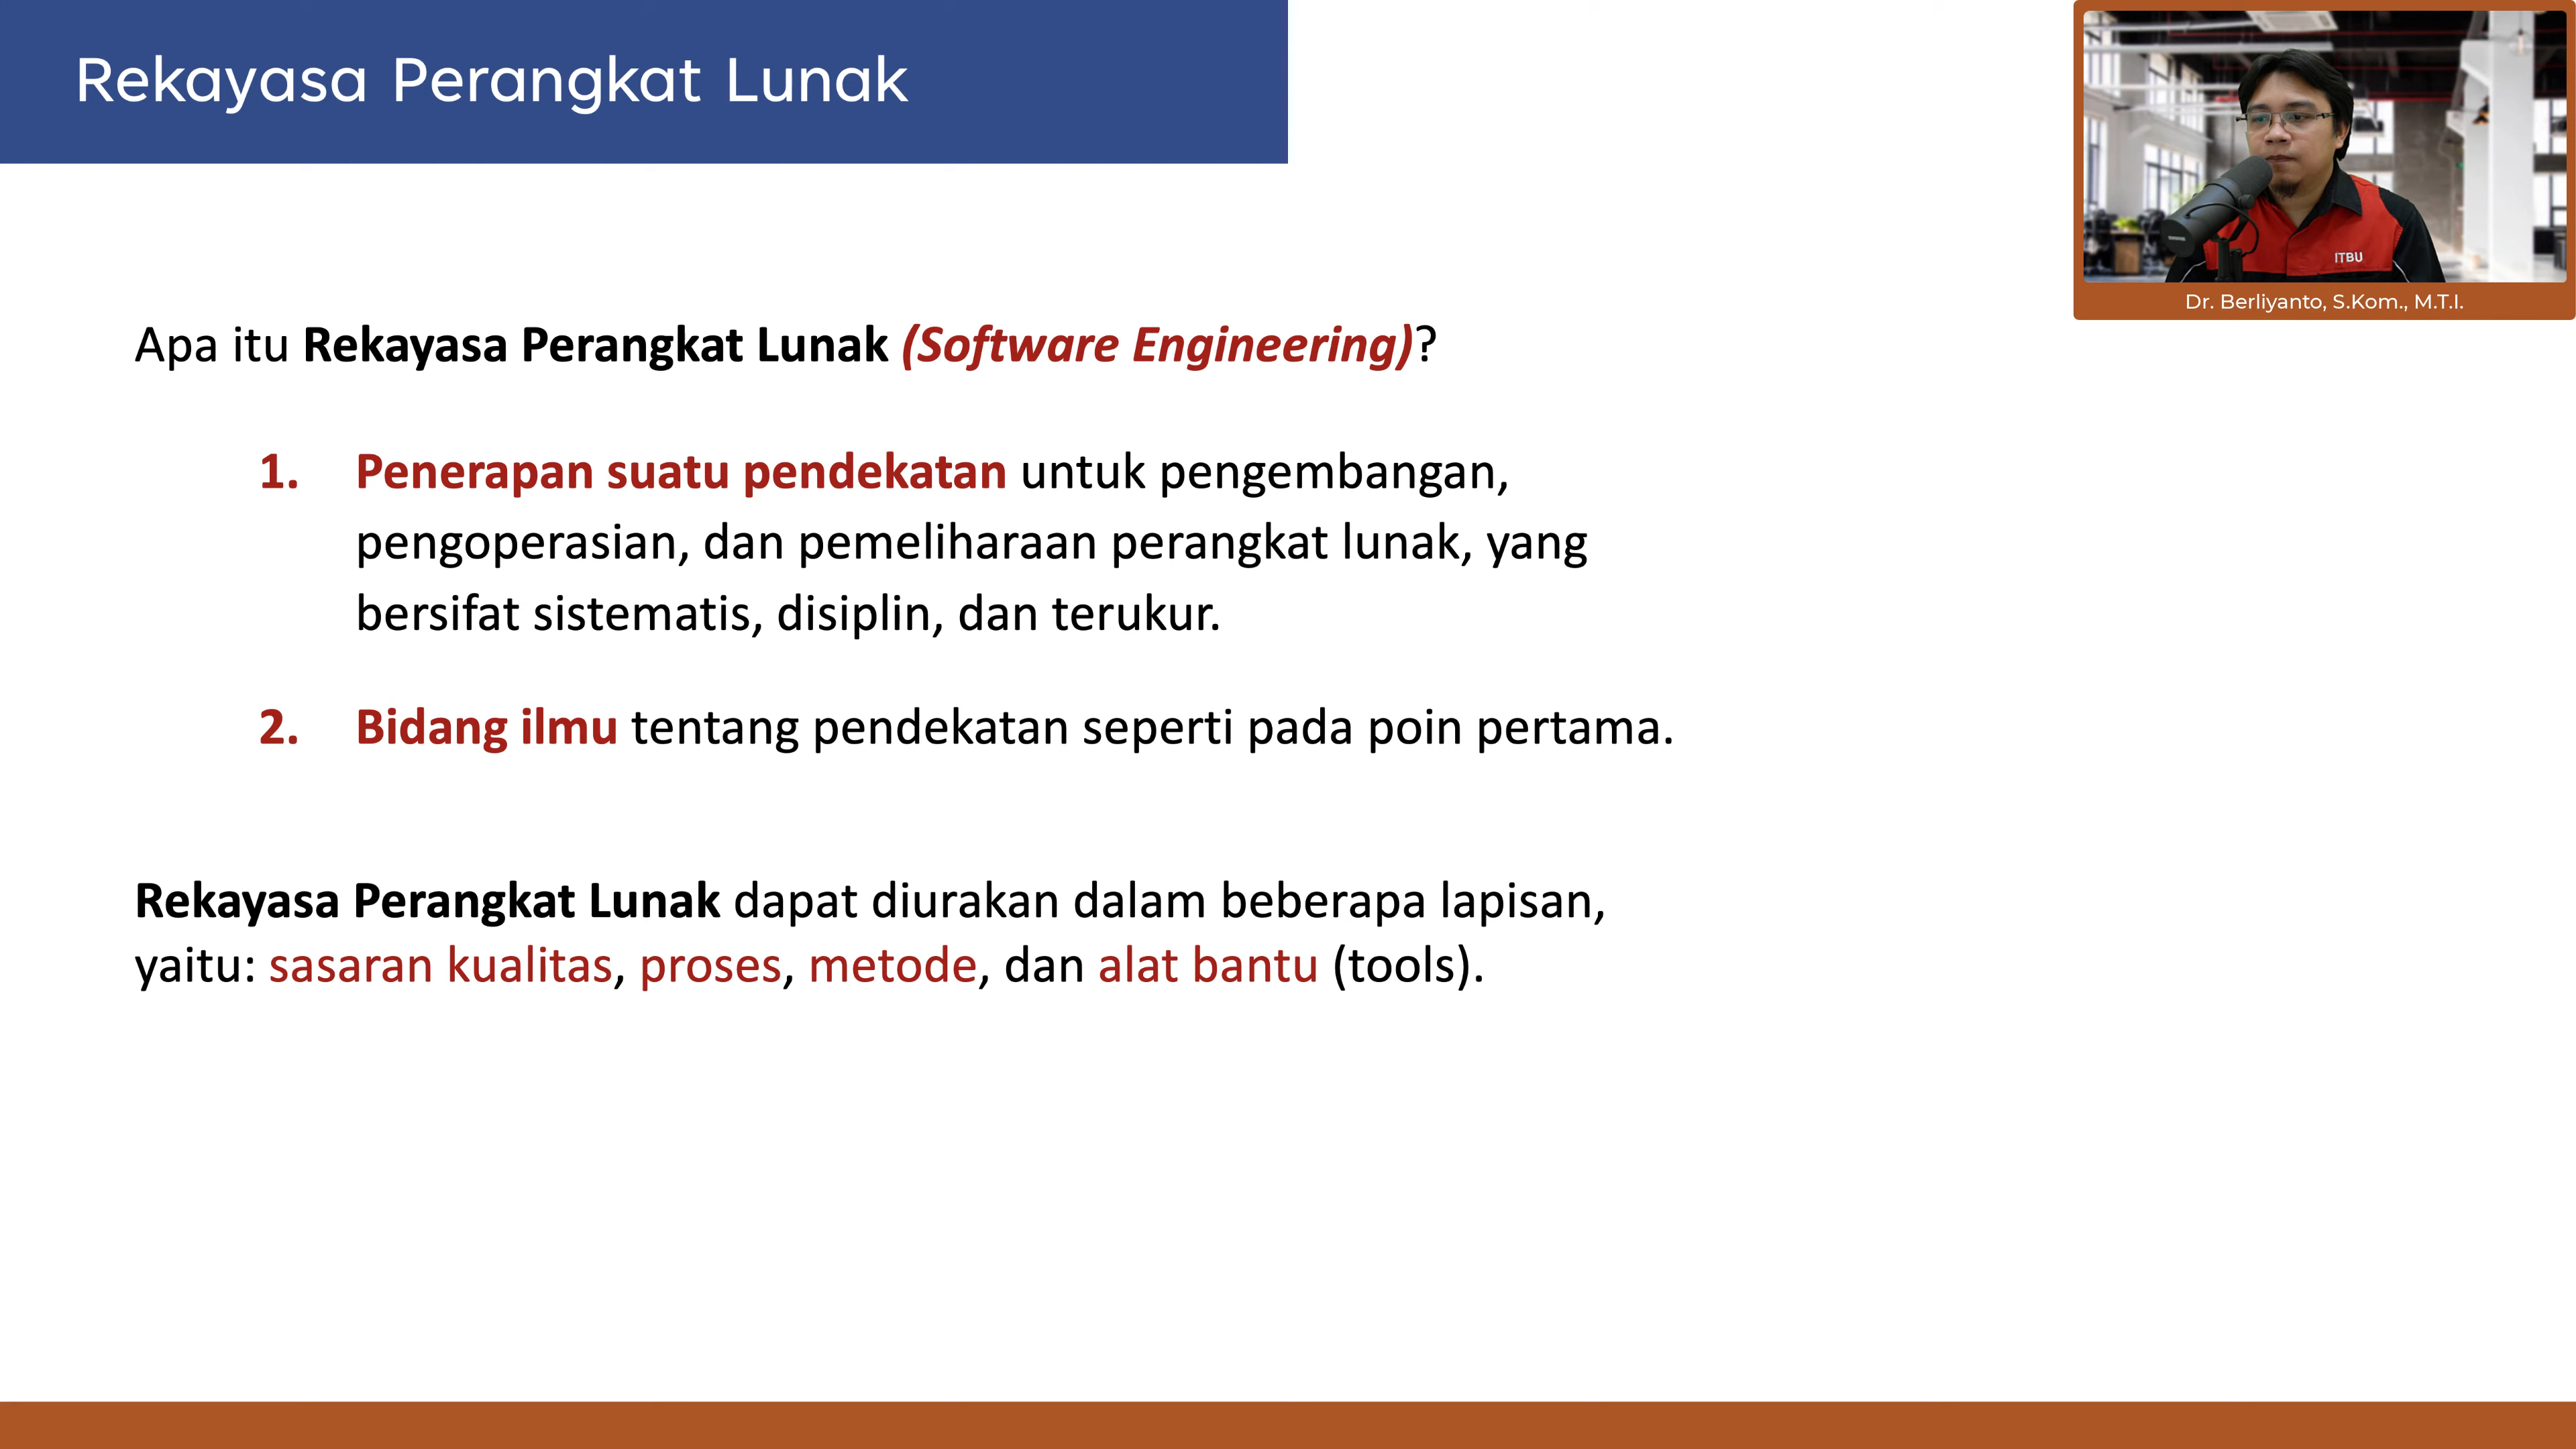 Rekayasa Perangkat Lunak
ITBU
Dr. Berliyanto, S.Kom., M.T.I.
Apa itu Rekayasa Perangkat Lunak (Software Engineering)?
1. Penerapan suatu pendekatan untuk pengembangan,
pengoperasian, dan pemeliharaan perangkat lunak, yang
bersifat sistematis, disiplin, dan terukur.
2. Bidang ilmu tentang pendekatan seperti pada poin pertama.
Rekayasa Perangkat Lunak dapat diurakan dalam beberapa lapisan,
yaitu: sasaran kualitas, proses, metode, dan alat bantu (tools).